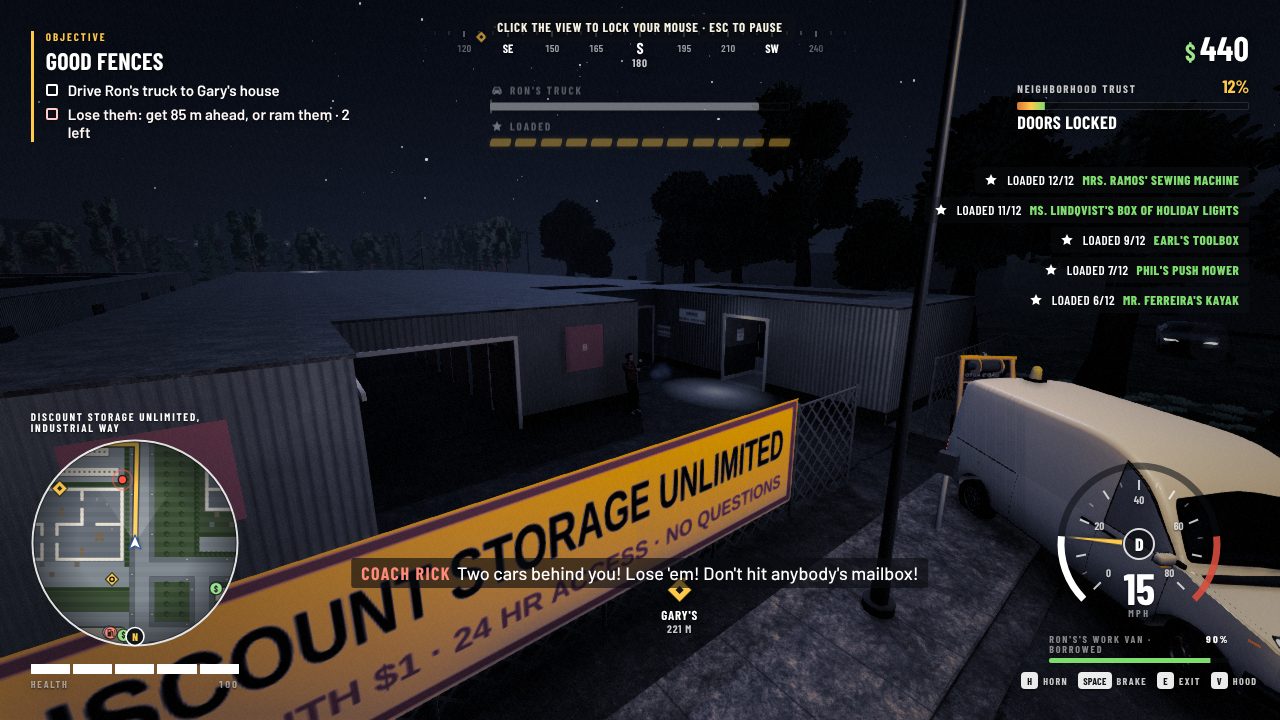 CLICK THE VIEW TO LOCK YOUR MOUSE · ESC TO PAUSE
OBJECTIVE
GOOD FENCES
Drive Ron's truck to Gary's house
Lose them: get 85 m ahead, or ram them · 2
left
120 SE 150 165 S 195 210 SW 240
180
RON'S TRUCK
LOADED
$440
NEIGHBORHOOD TRUST 12%
DOORS LOCKED
LOADED 12/12 MRS. RAMOS' SEWING MACHINE
LOADED 11/12 MS. LINDQVIST'S BOX OF HOLIDAY LIGHTS
LOADED 9/12 EARL'S TOOLBOX
LOADED 7/12 PHIL'S PUSH MOWER
LOADED 6/12 MR. FERREIRA'S KAYAK
DISCOUNT STORAGE UNLIMITED,
INDUSTRIAL WAY
N
HEALTH 100
DISCOUNT STORAGE UNLIMITED
TH $1 · 24 HR ACCESS · NO QUESTIONS
COACH RICK Two cars behind you! Lose 'em! Don't hit anybody's mailbox!
GARY'S
221 M
0 20 40 60 80
D
15
MPH
RON'S'S WORK VAN ·
BORROWED
90%
H HORN SPACE BRAKE E EXIT V HOOD